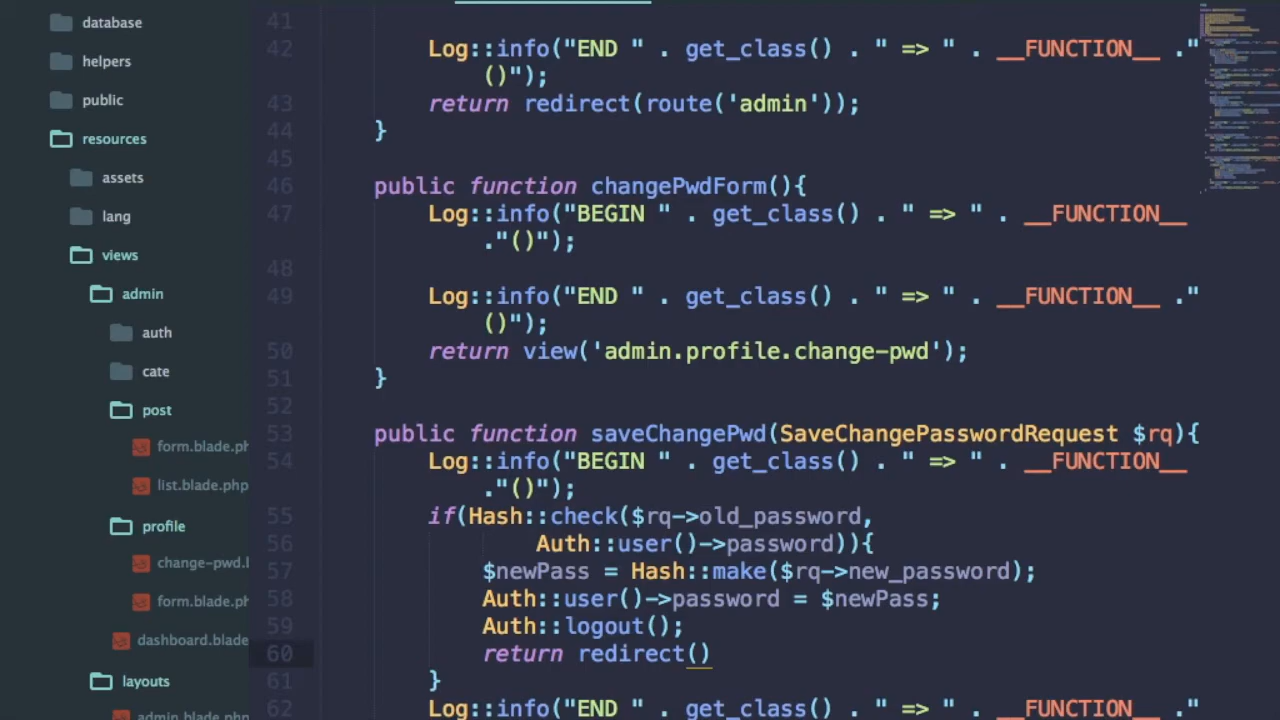 database
helpers
public
resources
assets
lang
views
admin
auth
cate
post
form.blade.ph
list.blade.php
profile
change-pwd.b
form.blade.ph
dashboard.blade
layouts
admin.blade.php
41
42 Log::info("END " . get_class() . " => " . __FUNCTION__ ."
()");
43 return redirect(route('admin'));
44 }
45
46 public function changePwdForm(){
47 Log::info("BEGIN " . get_class() . " => " . __FUNCTION__
."()");
48
49 Log::info("END " . get_class() . " => " . __FUNCTION__ ."
()");
50 return view('admin.profile.change-pwd');
51 }
52
53 public function saveChangePwd(SaveChangePasswordRequest $rq){
54 Log::info("BEGIN " . get_class() . " => " . __FUNCTION__
."()");
55 if(Hash::check($rq->old_password,
56 Auth::user()->password)){
57 $newPass = Hash::make($rq->new_password);
58 Auth::user()->password = $newPass;
59 Auth::logout();
60 return redirect()
61 }
62 Log::info("END " . get_class() . " => " . __FUNCTION__ ."